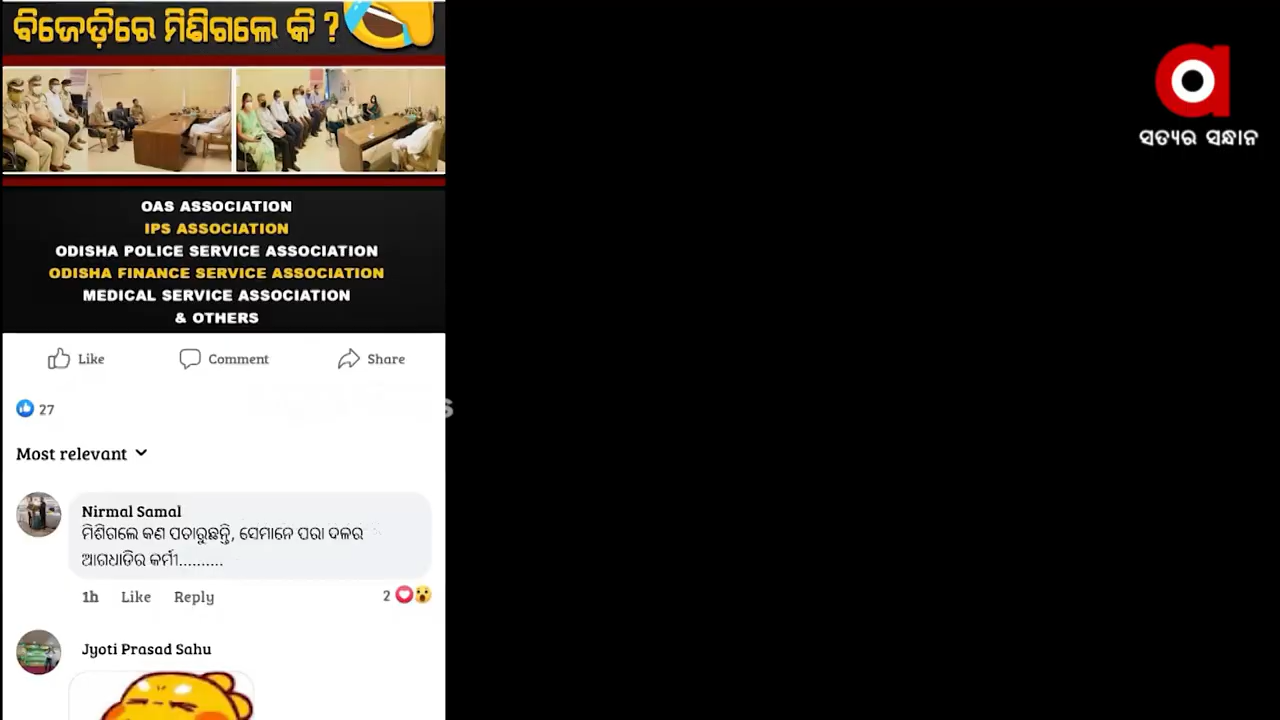 ବିଜେଡ଼ିରେ ମିଶିଗଲେ କି ?
ସତ୍ୟର ସନ୍ଧାନ
OAS ASSOCIATION
IPS ASSOCIATION
ODISHA POLICE SERVICE ASSOCIATION
ODISHA FINANCE SERVICE ASSOCIATION
MEDICAL SERVICE ASSOCIATION
& OTHERS
Like Comment Share
27
Most relevant
Nirmal Samal
ମିଶିଗଲେ କଣ ପଚାରୁଛନ୍ତି, ସେମାନେ ପରା ଦଳର
ଆଗଧାଡିର କର୍ମୀ..........
1h Like Reply 2
Jyoti Prasad Sahu